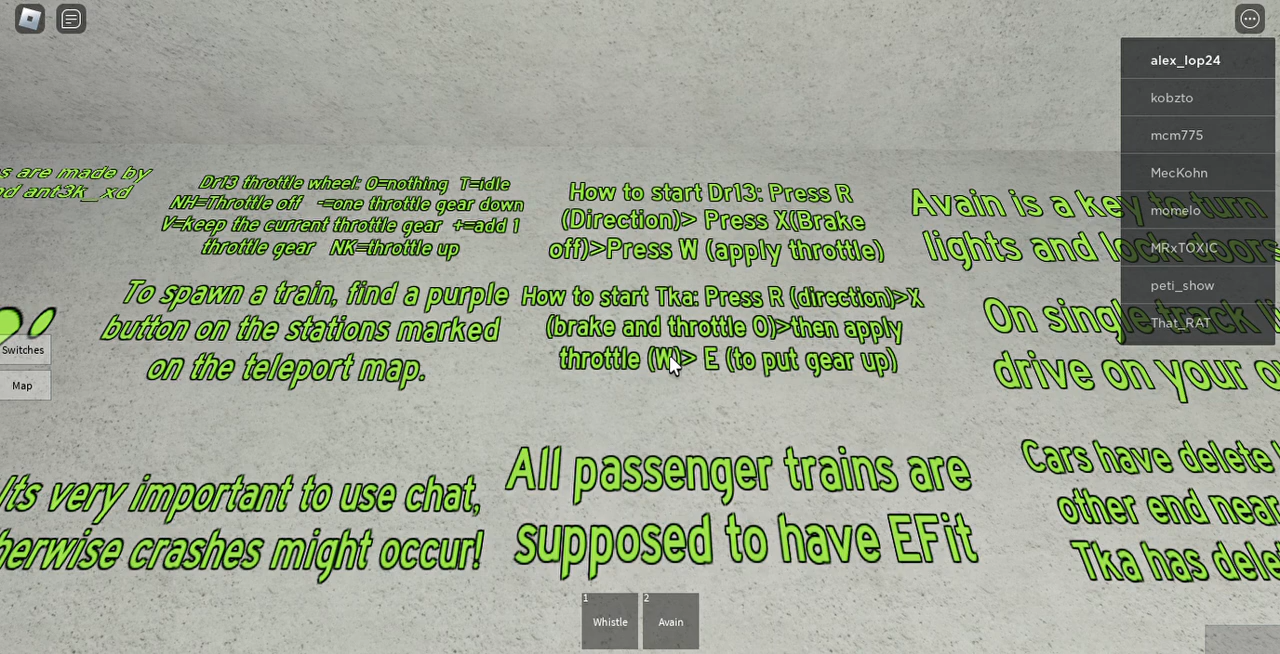 s are made by
nd ant3k_xd
Dr13 throttle wheel: 0=nothing T=idle
NH=Throttle off -=one throttle gear down
V=keep the current throttle gear +=add 1
throttle gear NK=throttle up
How to start Dr13: Press R
(Direction)> Press X(Brake
off)>Press W (apply throttle)
Avain is a key to turn
lights and lock doors
To spawn a train, find a purple
button on the stations marked
on the teleport map.
How to start Tka: Press R (direction)>X
(brake and throttle 0)>then apply
throttle (W)> E (to put gear up)
On single track li
drive on your o
Its very important to use chat,
herwise crashes might occur!
All passenger trains are
supposed to have EFit
Cars have delete
other end near
Tka has dele
Switches
Map
alex_lop24
kobzto
mcm775
MecKohn
momelo
MRxTOXIC
peti_show
That_RAT
1
Whistle
2
Avain